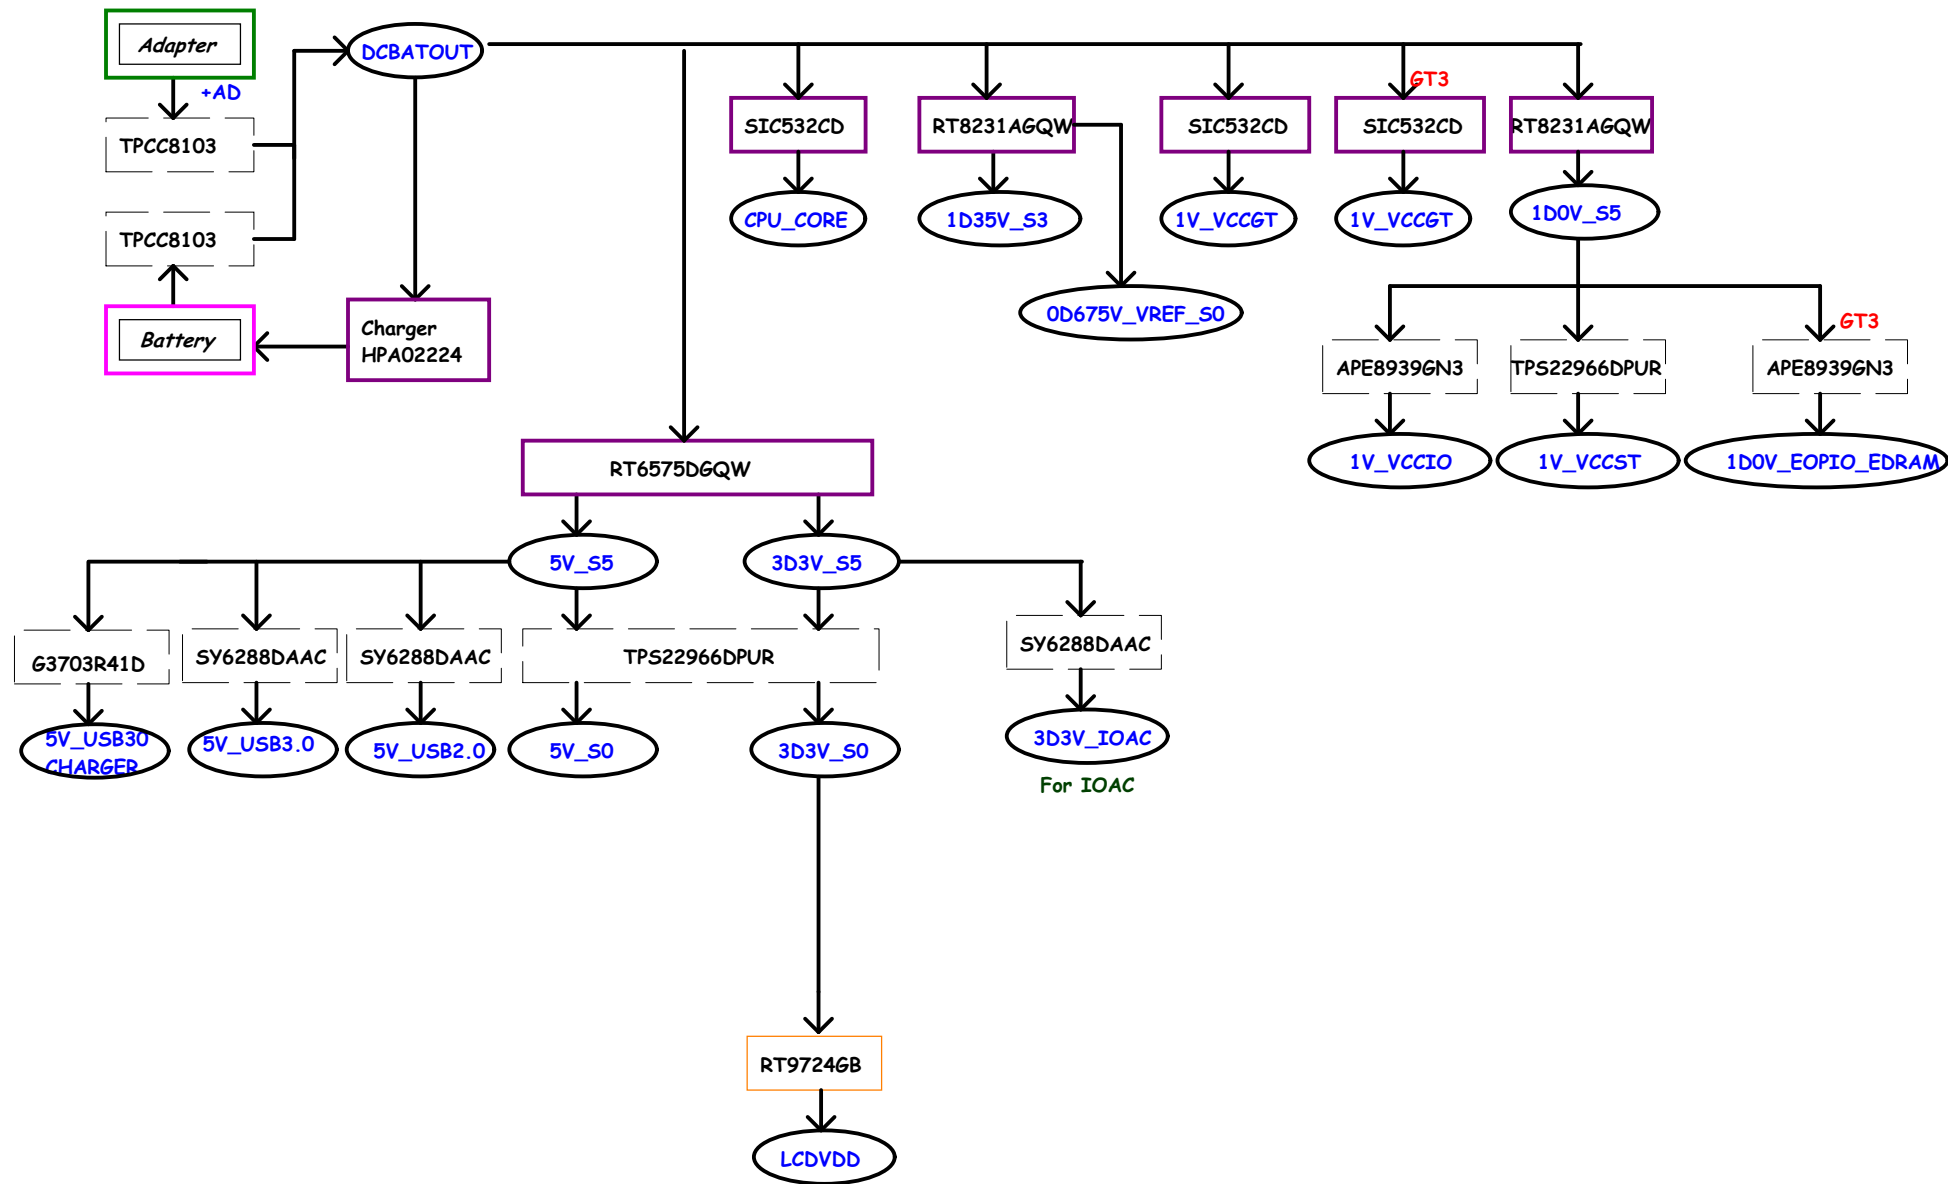 Adapter
+AD
DCBATOUT
GT3
TPCC8103
SIC532CD
RT8231AGQW
SIC532CD
SIC532CD
RT8231AGQW
TPCC8103
CPU_CORE
1D35V_S3
1V_VCCGT
1V_VCCGT
1D0V_S5
Battery
Charger
HPA02224
0D675V_VREF_S0
GT3
APE8939GN3
TPS22966DPUR
APE8939GN3
RT6575DGQW
1V_VCCIO
1V_VCCST
1D0V_EOPIO_EDRAM
5V_S5
3D3V_S5
G3703R41D
SY6288DAAC
SY6288DAAC
TPS22966DPUR
SY6288DAAC
5V_USB30
CHARGER
5V_USB3.0
5V_USB2.0
5V_S0
3D3V_S0
3D3V_IOAC
For IOAC
RT9724GB
LCDVDD